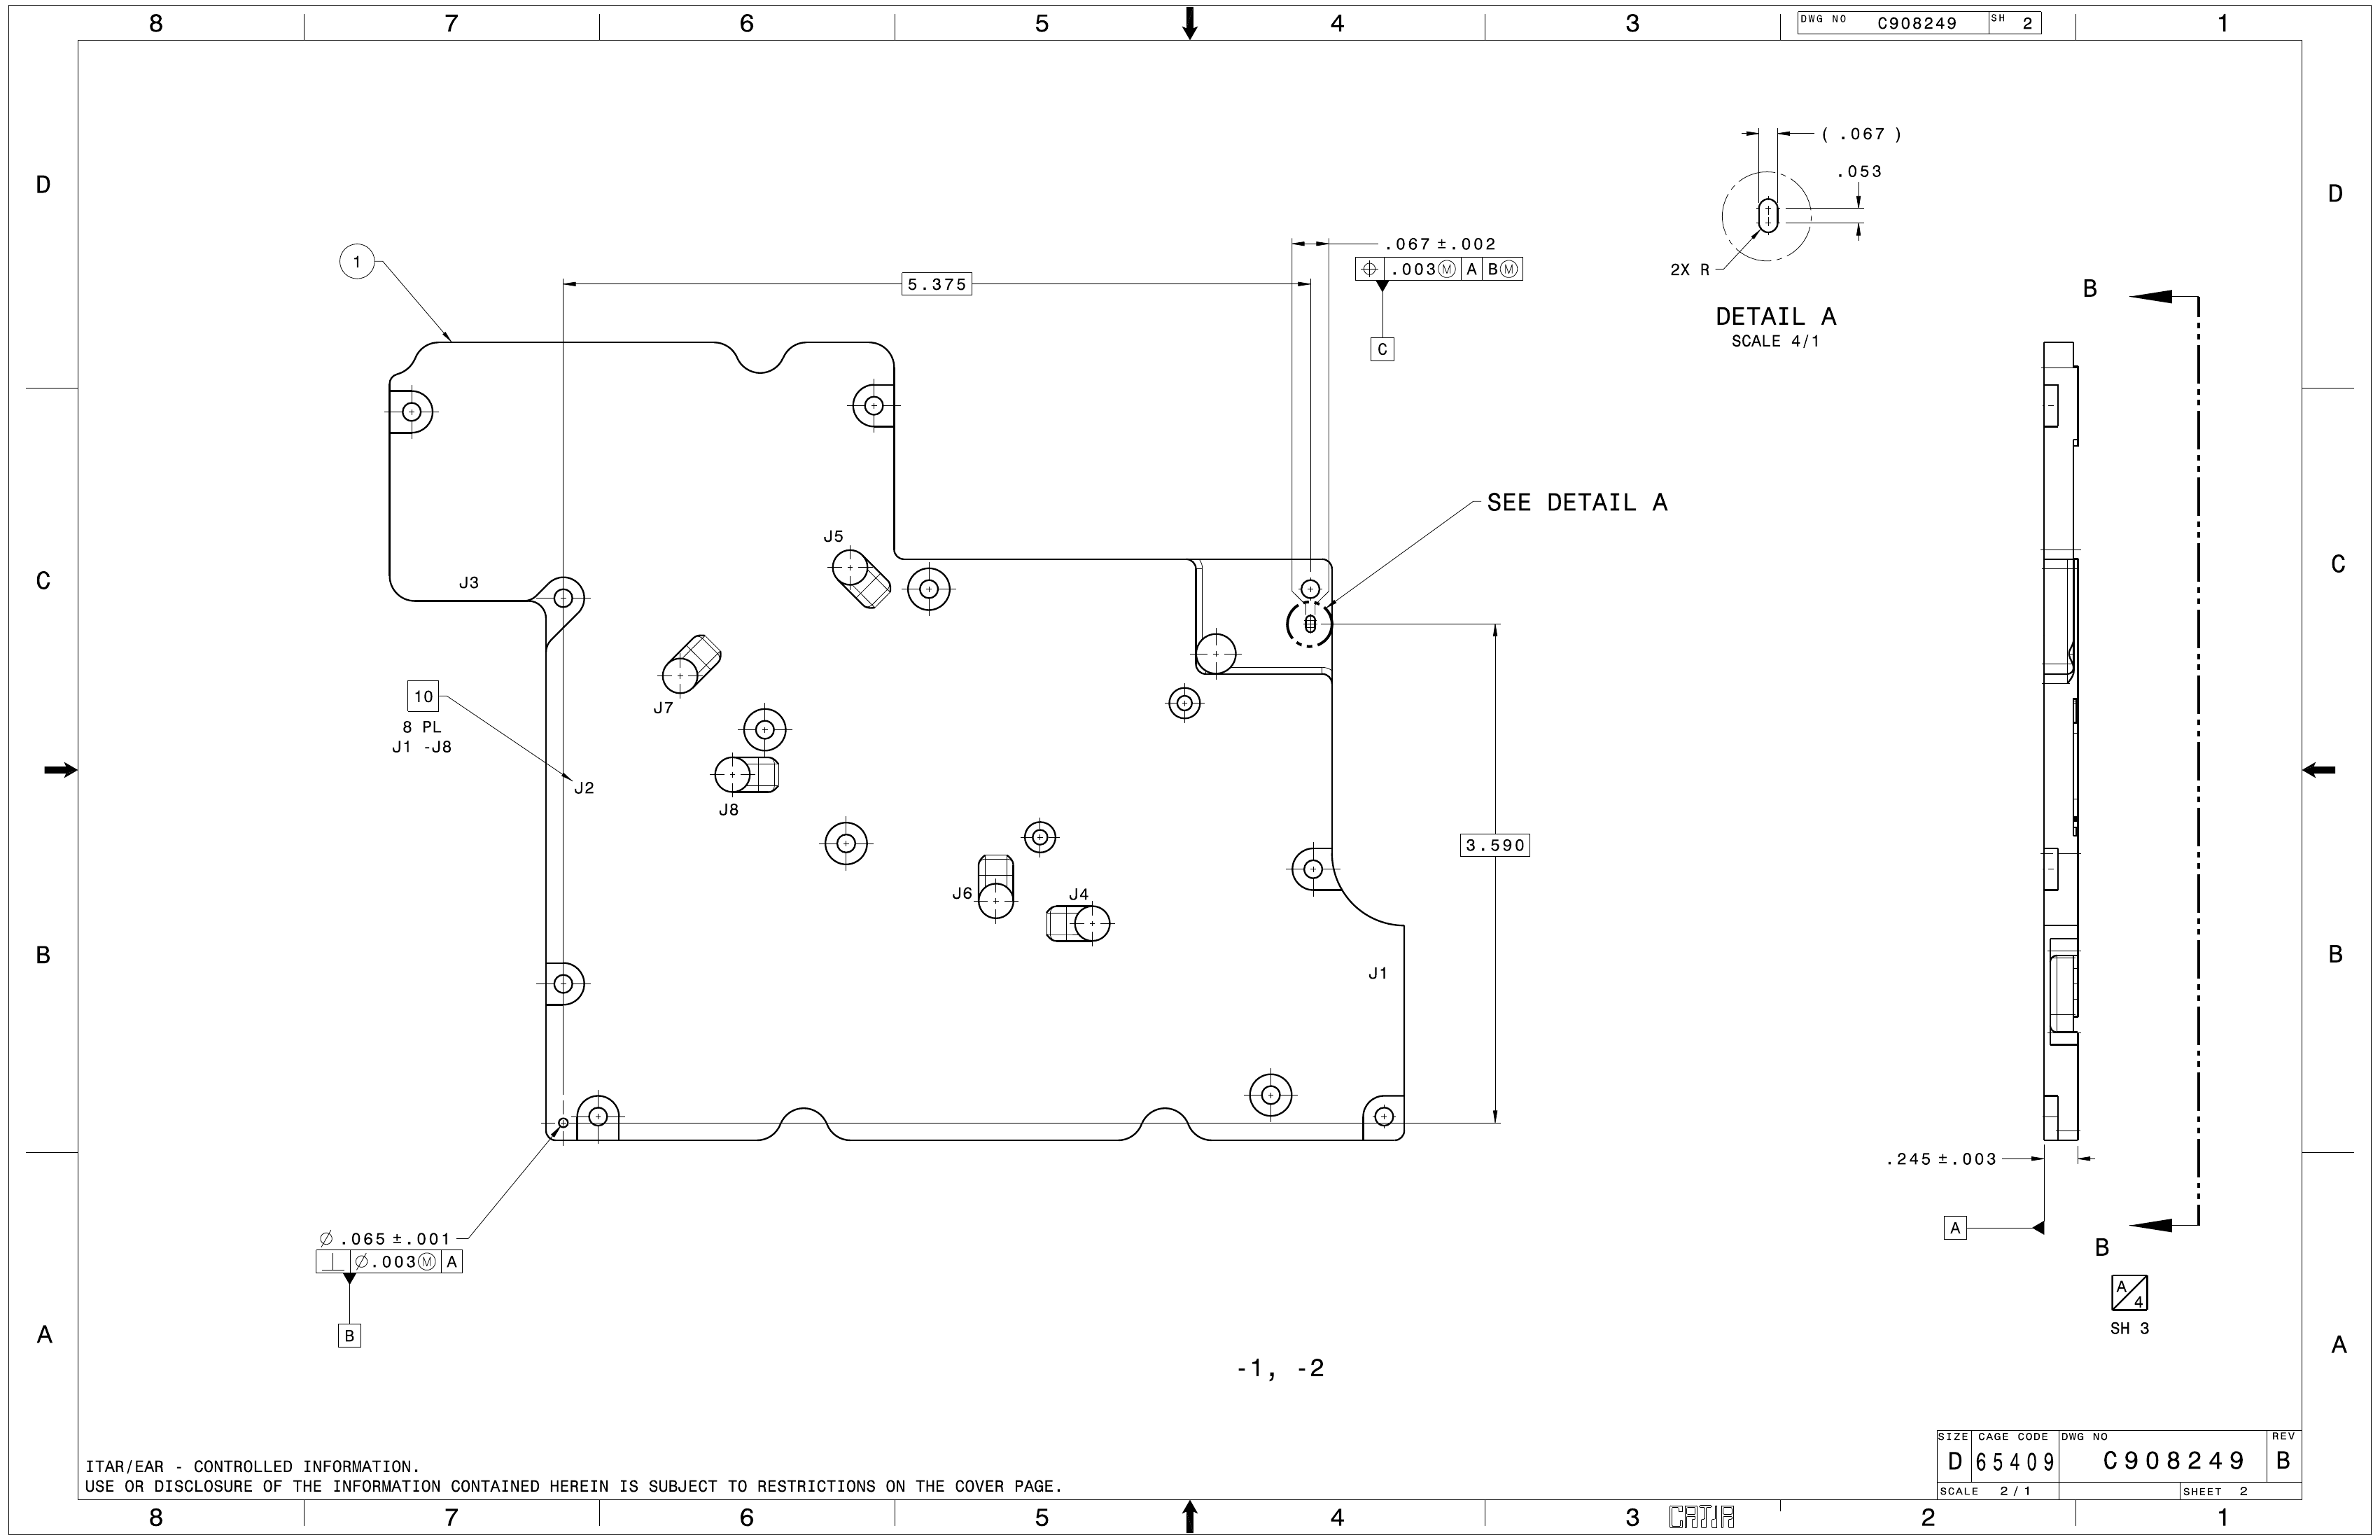 8 7 6 5 4 3 1
DWG NO C908249 SH 2
D D
( .067 )
.053
2X R
DETAIL A
SCALE 4/1
.067 ±.002
⌖ .003Ⓜ A BⓂ
C
1
5.375
B
SEE DETAIL A
J5
C C
J3
J7
10
8 PL
J1 -J8
J2
J8
3.590
J6
J4
B B
J1
.245 ±.003
A
B
A
4
SH 3
∅ .065 ±.001
⊥ ∅.003Ⓜ A
B
A A
-1, -2
ITAR/EAR - CONTROLLED INFORMATION.
USE OR DISCLOSURE OF THE INFORMATION CONTAINED HEREIN IS SUBJECT TO RESTRICTIONS ON THE COVER PAGE.
SIZE CAGE CODE DWG NO REV
D 65409 C908249 B
SCALE 2/1 SHEET 2
8 7 6 5 4 3 CATIA 2 1